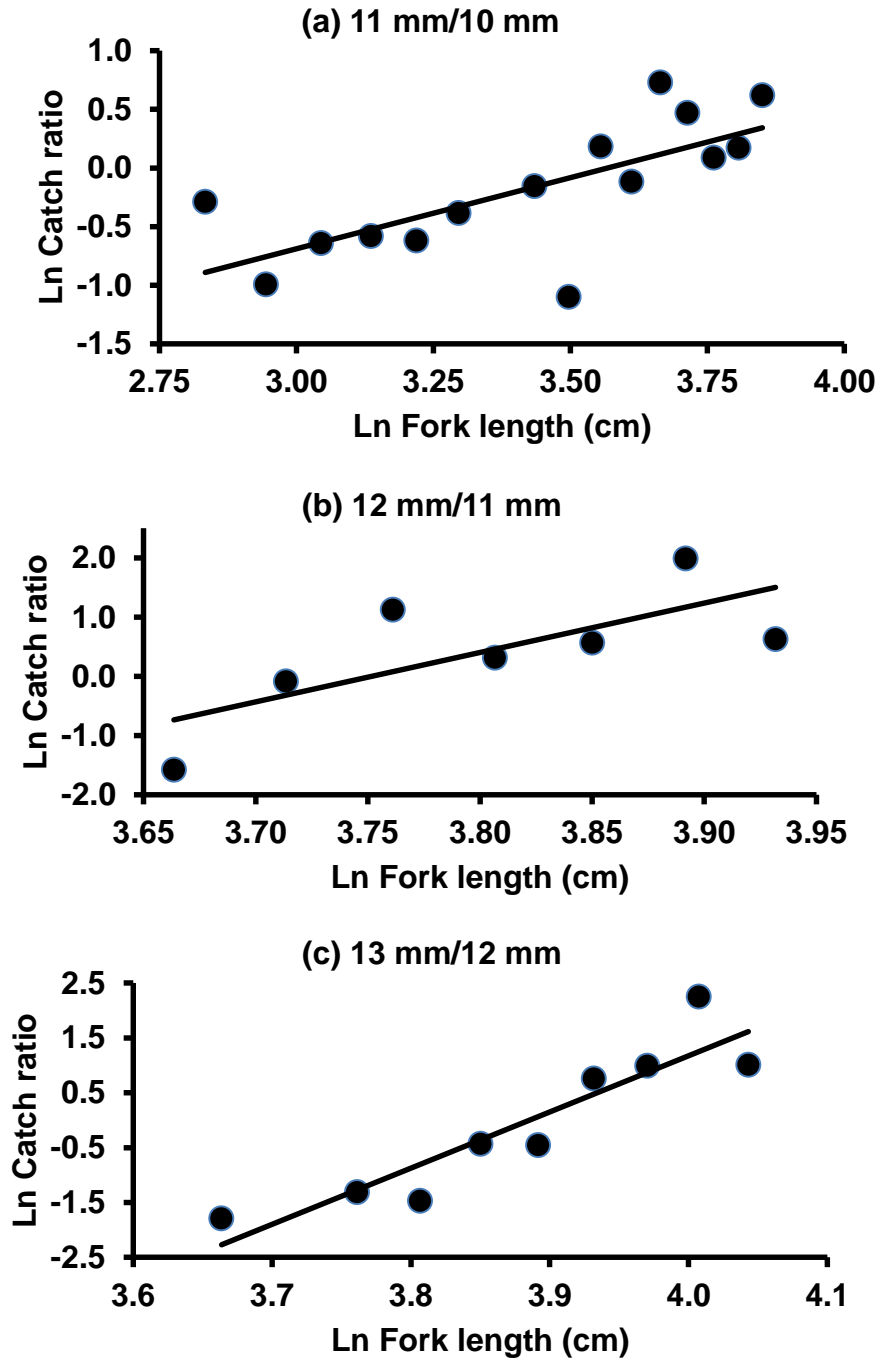 (a) 11 mm/10 mm
1.0
0.5
0.0
-0.5
-1.0
-1.5
Ln Catch ratio
2.75 3.00 3.25 3.50 3.75 4.00
Ln Fork length (cm)
(b) 12 mm/11 mm
2.0
1.0
0.0
-1.0
-2.0
Ln Catch ratio
3.65 3.70 3.75 3.80 3.85 3.90 3.95
Ln Fork length (cm)
(c) 13 mm/12 mm
2.5
1.5
0.5
-0.5
-1.5
-2.5
Ln Catch ratio
3.6 3.7 3.8 3.9 4.0 4.1
Ln Fork length (cm)